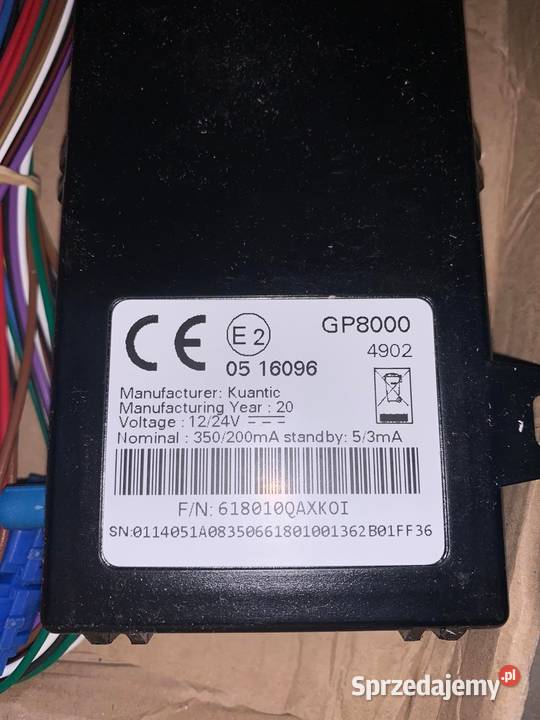 CE
E2
GP8000
4902
05 16096
Manufacturer: Kuantic
Manufacturing Year : 20
Voltage : 12/24V
Nominal : 350/200mA standby: 5/3mA
F/N: 618010QAXKOI
SN:0114051A08350661801001362B01FF36
Sprzedajemy.pl